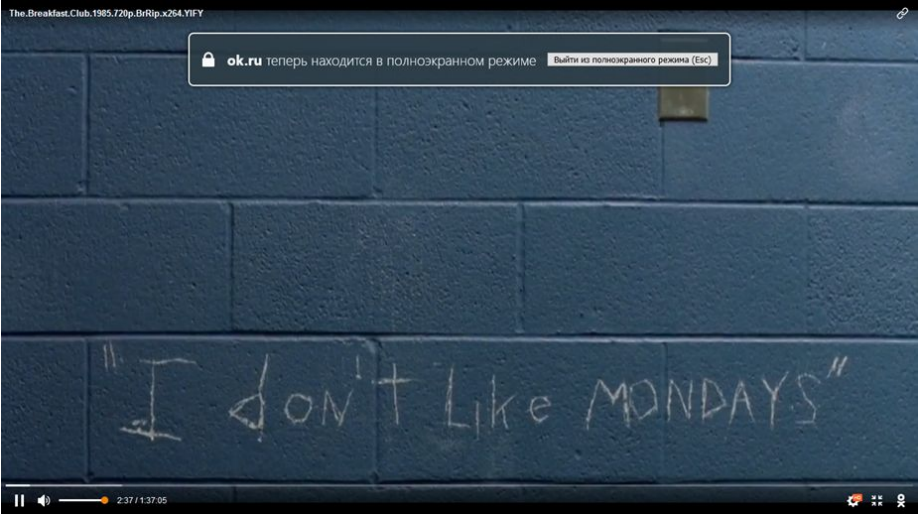 The.Breakfast.Club.1985.720p.BrRip.x264.YIFY
ok.ru теперь находится в полноэкранном режиме Выйти из полноэкранного режима (Esc)
"I don't Like MONDAYS"
2:37 / 1:37:05 HD